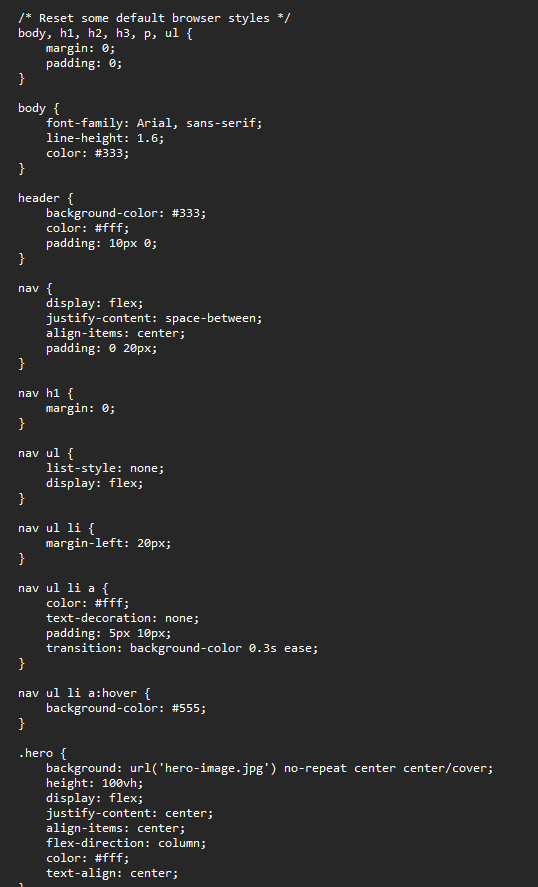 /* Reset some default browser styles */
body, h1, h2, h3, p, ul {
    margin: 0;
    padding: 0;
}

body {
    font-family: Arial, sans-serif;
    line-height: 1.6;
    color: #333;
}

header {
    background-color: #333;
    color: #fff;
    padding: 10px 0;
}

nav {
    display: flex;
    justify-content: space-between;
    align-items: center;
    padding: 0 20px;
}

nav h1 {
    margin: 0;
}

nav ul {
    list-style: none;
    display: flex;
}

nav ul li {
    margin-left: 20px;
}

nav ul li a {
    color: #fff;
    text-decoration: none;
    padding: 5px 10px;
    transition: background-color 0.3s ease;
}

nav ul li a:hover {
    background-color: #555;
}

.hero {
    background: url('hero-image.jpg') no-repeat center center/cover;
    height: 100vh;
    display: flex;
    justify-content: center;
    align-items: center;
    flex-direction: column;
    color: #fff;
    text-align: center;
}